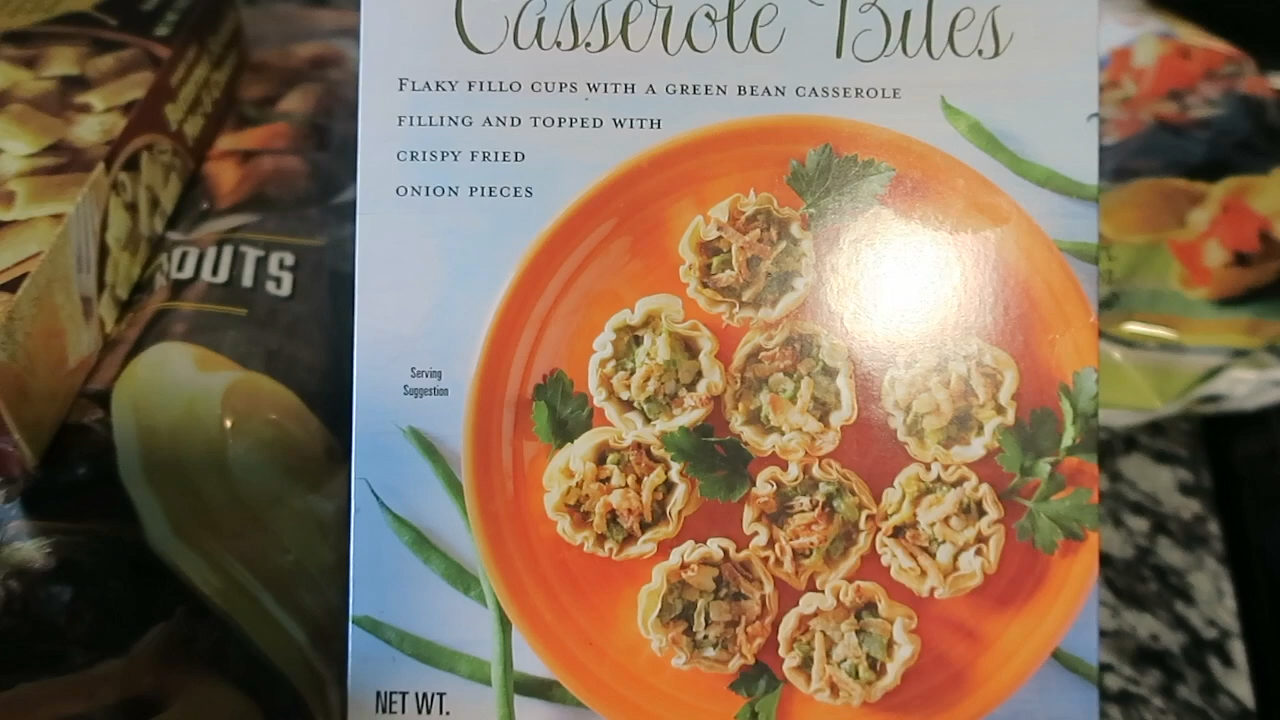 Casserole Bites
FLAKY FILLO CUPS WITH A GREEN BEAN CASSEROLE
FILLING AND TOPPED WITH
CRISPY FRIED
ONION PIECES
OUTS
Serving
Suggestion
NET WT.